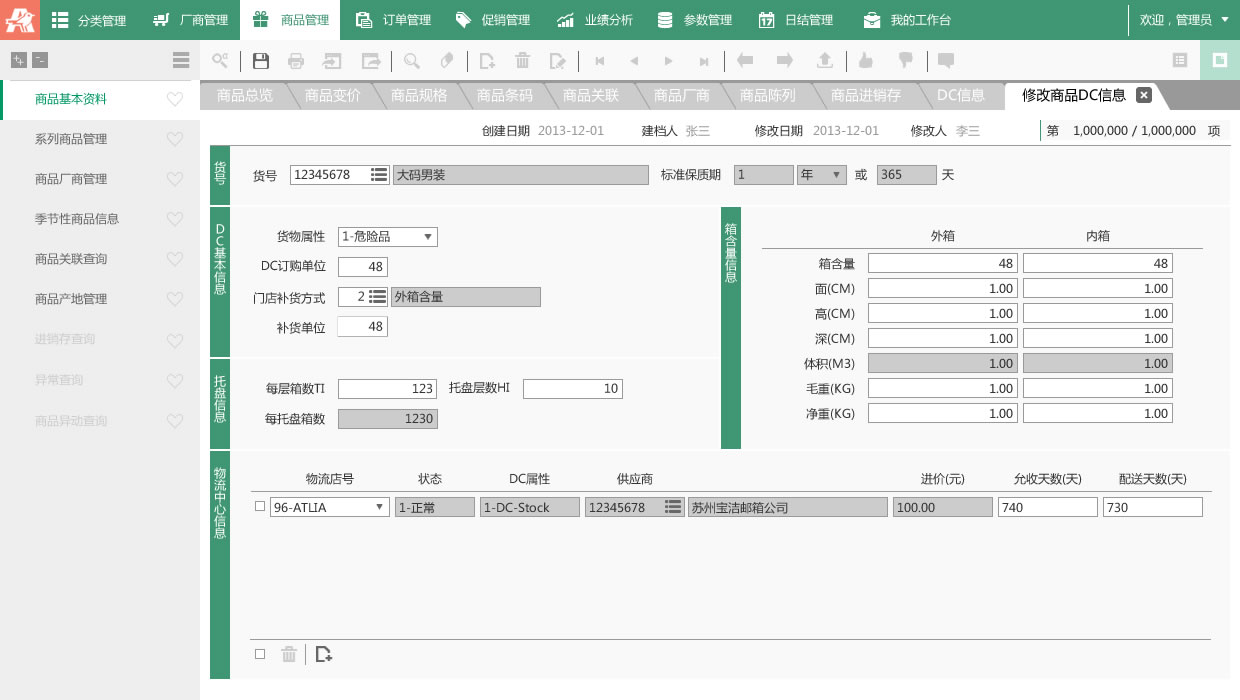 分类管理 厂商管理 商品管理 订单管理 促销管理 业绩分析 参数管理 17 日结管理 我的工作台 欢迎，管理员
商品基本资料
系列商品管理
商品厂商管理
季节性商品信息
商品关联查询
商品产地管理
进销存查询
异常查询
商品异动查询
商品总览 商品变价 商品规格 商品条码 商品关联 商品厂商 商品陈列 商品进销存 DC信息 修改商品DC信息
创建日期 2013-12-01 建档人 张三 修改日期 2013-12-01 修改人 李三 第 1,000,000 / 1,000,000 项
货号
货号 12345678 大码男装 标准保质期 1 年 或 365 天
DC基本信息
货物属性 1-危险品
DC订购单位 48
门店补货方式 2 外箱含量
补货单位 48
箱含量信息
外箱 内箱
箱含量 48 48
面(CM) 1.00 1.00
高(CM) 1.00 1.00
深(CM) 1.00 1.00
体积(M3) 1.00 1.00
毛重(KG) 1.00 1.00
净重(KG) 1.00 1.00
托盘信息
每层箱数TI 123 托盘层数HI 10
每托盘箱数 1230
物流中心信息
物流店号 状态 DC属性 供应商 进价(元) 允收天数(天) 配送天数(天)
96-ATLIA 1-正常 1-DC-Stock 12345678 苏州宝洁邮箱公司 100.00 740 730